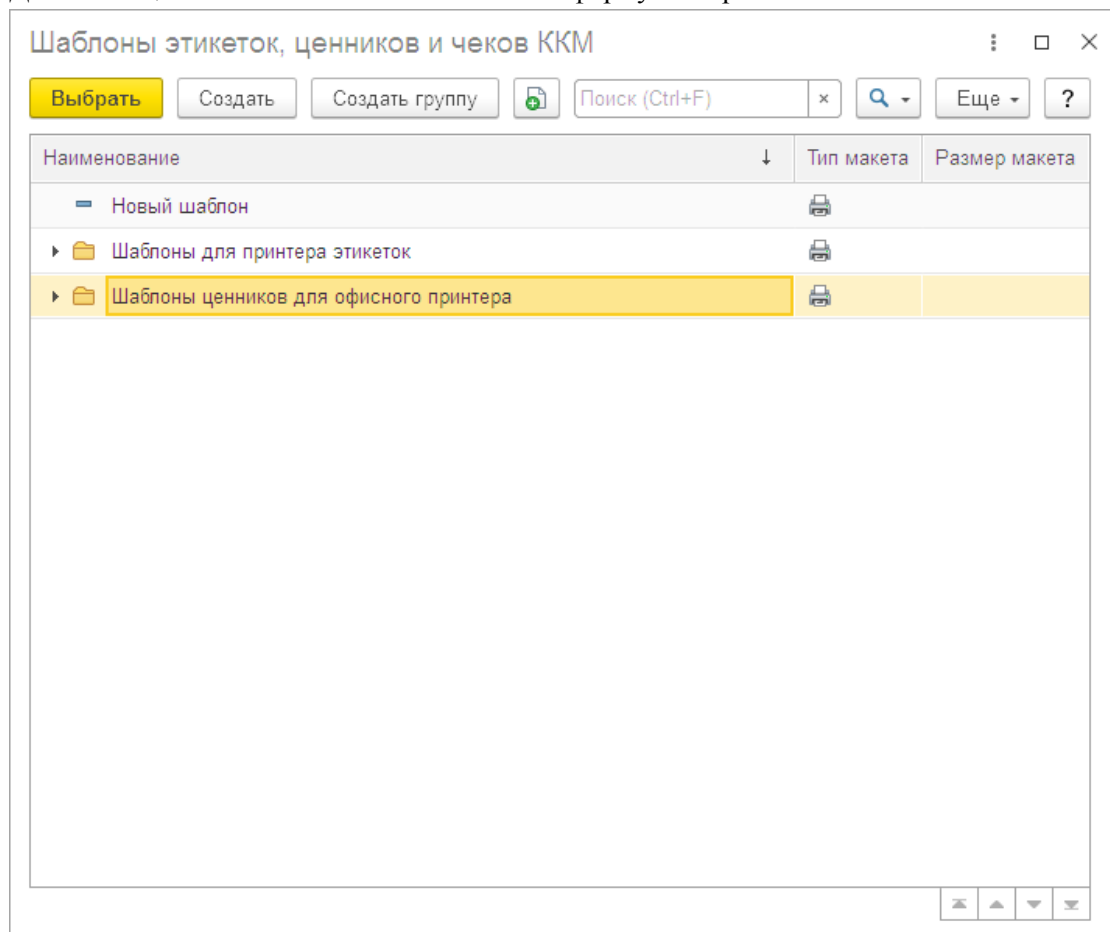 Шаблоны этикеток, ценников и чеков ККМ
Выбрать Создать Создать группу Поиск (Ctrl+F) × Еще ?
Наименование ↓ Тип макета Размер макета
Новый шаблон
Шаблоны для принтера этикеток
Шаблоны ценников для офисного принтера